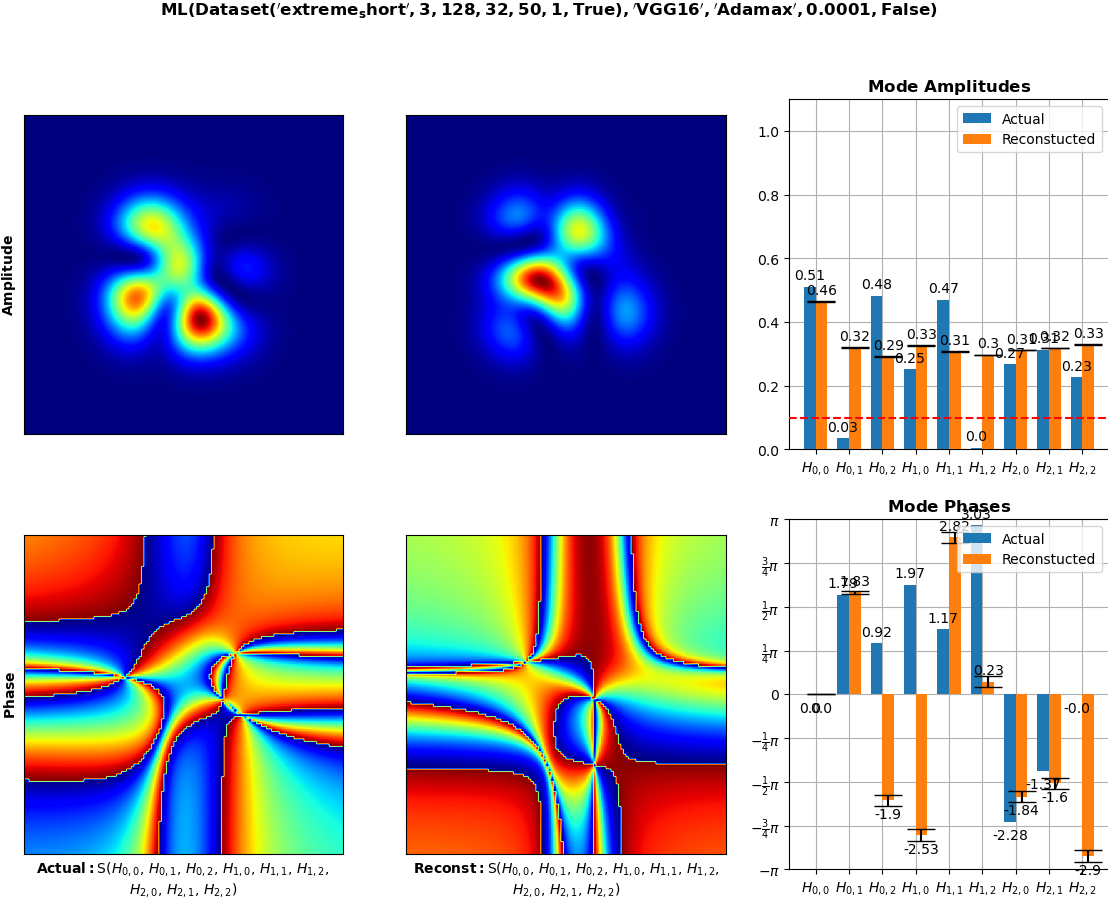 ML(Dataset('extreme_short', 3, 128, 32, 50, 1, True), 'VGG16', 'Adamax', 0.0001, False)
Amplitude
Mode Amplitudes
Actual
Reconstucted
1.0
0.8
0.6
0.4
0.2
0.0
0.51
0.46
0.03
0.32
0.48
0.29
0.25
0.33
0.47
0.31
0.0
0.3
0.27
0.31
0.31
0.32
0.23
0.33
H0,0 H0,1 H0,2 H1,0 H1,1 H1,2 H2,0 H2,1 H2,2
Phase
Mode Phases
Actual
Reconstucted
π
3/4π
1/2π
1/4π
0
−1/4π
−1/2π
−3/4π
−π
0.0
0.0
1.79
1.83
0.92
-1.9
1.97
-2.53
1.17
2.82
3.03
0.23
-2.28
-1.84
-1.37
-1.6
-0.0
-2.9
H0,0 H0,1 H0,2 H1,0 H1,1 H1,2 H2,0 H2,1 H2,2
Actual: S(H0,0, H0,1, H0,2, H1,0, H1,1, H1,2,
H2,0, H2,1, H2,2)
Reconst: S(H0,0, H0,1, H0,2, H1,0, H1,1, H1,2,
H2,0, H2,1, H2,2)